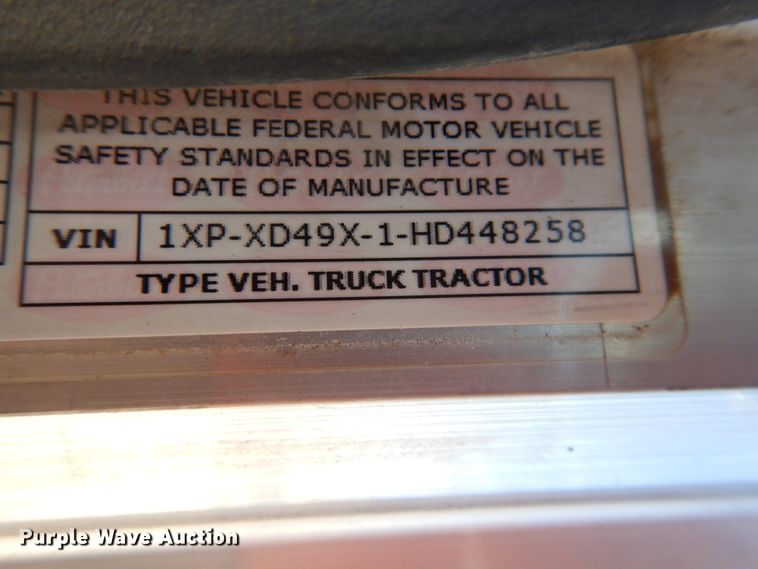 THIS VEHICLE CONFORMS TO ALL
APPLICABLE FEDERAL MOTOR VEHICLE
SAFETY STANDARDS IN EFFECT ON THE
DATE OF MANUFACTURE
VIN 1XP-XD49X-1-HD448258
TYPE VEH. TRUCK TRACTOR
Purple Wave Auction